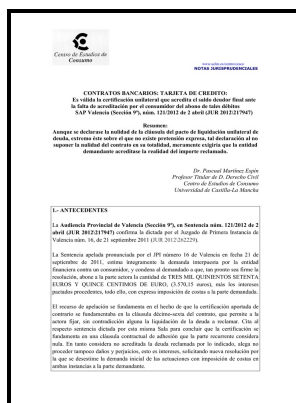 Centro de Estudios de
Consumo
NOTAS JURISPRUDENCIALES
CONTRATOS BANCARIOS: TARJETA DE CREDITO:
Es válida la certificación unilateral que acredita el saldo deudor final ante
la falta de acreditación por el consumidor del abono de tales débitos
SAP Valencia (Sección 9ª), núm. 121/2012 de 2 abril (JUR 2012\217947)
Resumen:
Aunque se declarase la nulidad de la cláusula del pacto de liquidación unilateral de
deuda, extremo éste sobre el que no existe pretensión expresa, tal declaración al no
suponer la nulidad del contrato en su totalidad, meramente exigiría que la entidad
demandante acreditase la realidad del importe reclamado.
Dr. Pascual Martínez Espín
Profesor Titular de D. Derecho Civil
Centro de Estudios de Consumo
Universidad de Castilla-La Mancha
1.- ANTECEDENTES
La Audiencia Provincial de Valencia (Sección 9ª), en Sentencia núm. 121/2012 de 2
abril (JUR 2012\217947) confirma la dictada por el Juzgado de Primera Instancia de
Valencia núm. 16, de 21 septiembre 2011 (JUR 2012\262229).
La Sentencia apelada pronunciada por el JPI número 16 de Valencia en fecha 21 de
septiembre de 2011, estima íntegramente la demanda interpuesta por la entidad
financiera contra un consumidor, y condena al demandado a que, tan pronto sea firme la
resolución, abone a la parte actora la cantidad de TRES MIL QUINIENTOS SETENTA
EUROS Y QUINCE CENTIMOS DE EURO, (3.570,15 euros), más los intereses
pactados procedentes, todo ello, con expresa imposición de costas a la parte demandada.
El recurso de apelación se fundamenta en el hecho de que la certificación aportada de
contrario se fundamentaba en la cláusula décimo-sexta del contrato, que permite a la
actora fijar, sin contradicción alguna la liquidación de la deuda a reclamar. Cita al
respecto sentencia dictada por esta misma Sala para concluir que la certificación se
fundamenta en una cláusula contractual de adhesión que la parte recurrente considera
nula. En tanto considera no acreditada la deuda reclamada por lo indicado, alega no
proceder tampoco daños y perjuicios, esto es intereses, solicitando nueva resolución por
la que se desestime la demanda inicial de las actuaciones con imposición de costas en
ambas instancias a la parte demandante.